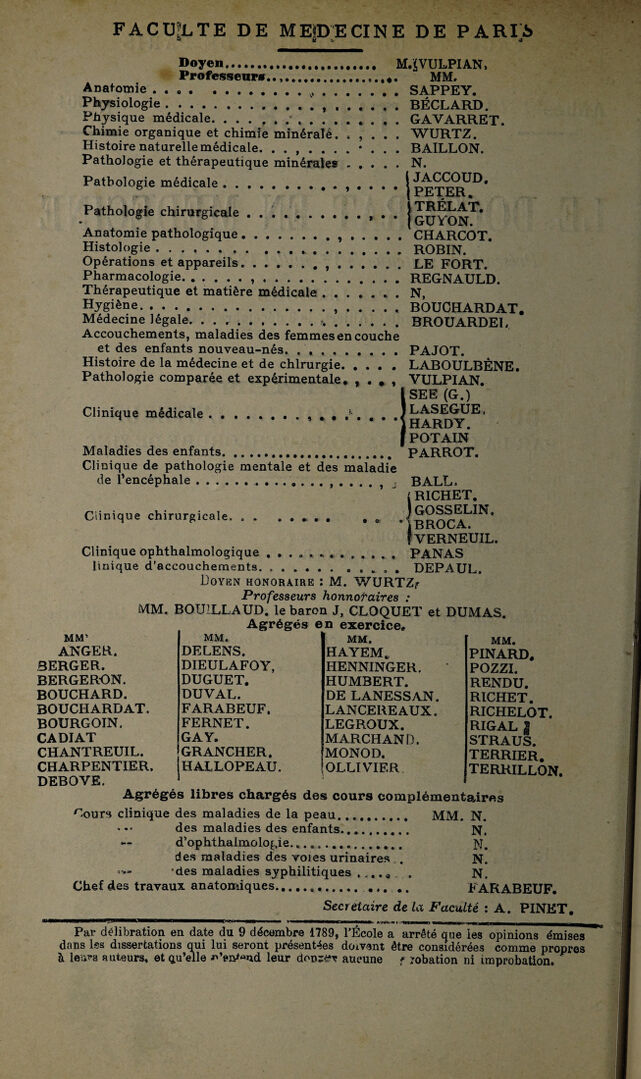 FACULTE DE MEDECINE DE PARIS
Doyen........................ M. VULPIAN,
Professeurs.................... MM.
Anatomie . . . . . . . . . . . . . . . . SAPPEY.
Physiologie . . . . . . . . . . . . . . . BÉCLARD.
Physique médicale. . . . . . . . . . . . GAVARRET.
Chimie organique et chimie minérale. . . . . . WURTZ.
Histoire naturelle médicale. . . . . . . . . . . BAILLON.
Pathologie et thérapeutique minérales . . . . . N.
Pathologie médicale . . . . . . . . . . . . { JACCOUD.
PETER.
Pathologie chirurgicale . . . . . . . . . . . { TRÉLAT.
GUYON.
Anatomie pathologique . . . . . . . . . . . . CHARCOT.
Histologie . . . . . . . . . . . . . . . . ROBIN.
Opérations et appareils. . . . . . . . . . . . LE FORT.
Pharmacologie. . . . . . . . . . . . . . . REGNAULD.
Thérapeutique et matière médicale . . . . . . . N,
Hygiène. . . . . . . . . . . . . . . . . BOUCHARDAT.
Médecine légale. . . . . . . . . . . . . . . BROUARDEL.
Accouchements, maladies des femmes en couche
et des enfants nouveau-nés. . . . . . . . . . PAJOT.
Histoire de la médecine et de chirurgie. . . . . LABOULBÈNE.
Pathologie comparée et expérimentale. , . . , VULPIAN.
SEE (G.)
Clinique médicale . . . . . . . . . . . . . { LASEGUE,
HARDY.
POTAIN
Maladies des enfants. ........................ PARROT.
Clinique de pathologie mentale et des maladie
de l'encéphale . . . . . . . . . . . . . . . BALL.
RICHET.
Clinique chirurgicale. . . . . . . . . . . . { GOSSELIN.
BROCA.
VERNEUIL.
Clinique ophthalmologique . . . . . . . . . . . PANAS
linique d'accouchements. . . . . . . . . . . . DEPAUL.
DOYEN HONORAIRE : M. WURTZ,
Professeurs honnoraires :
MM. BOUILLAUD. le baron J, CLOQUET et DUMAS.
Agrégés en exercice.
MM' MM. MM. MM.
ANGER. DELENS. HAYEM. PINARD.
BERGER. DIEULAFOY, HENNINGER. POZZI.
BERGERON. DUGUET. HUMBERT. RENDU.
BOUCHARD. DUVAL. DE LANESSAN. RICHET.
BOUCHARDAT. FARABEUF. LANCEREAUX. RICHELOT.
BOURGOIN. FERNET. LEGROUX. RIGAL
CADIAT GAY. MARCHAND. STRAUS.
CHANTREUIL. GRANCHER. MONOD. TERRIER.
CHARPENTIER. HALLOPEAU. OLLIVIER TERRILLON.
DEBOVE.
Agrégés libres chargés des cours complémentaires
Cours clinique des maladies de la peau.......... MM. N.
— des maladies des enfants.......... N.
— d'ophthalmologie.................. N.
des maladies des voies urinaires . . N.
— des maladies syphilitiques . . . . . N.
Chef des travaux anatomiques.................. FARABEUF.
Secretaire de la Faculté : A. PINET.
Par délibration en date du 9 décembre 1789, l'École a arrêté que les opinions émises
dans les dissertations qui lui seront présentées doivent être considérées comme propres
à leurs auteurs, et qu'elle n'entend leur donner aucune robation ni improbation.